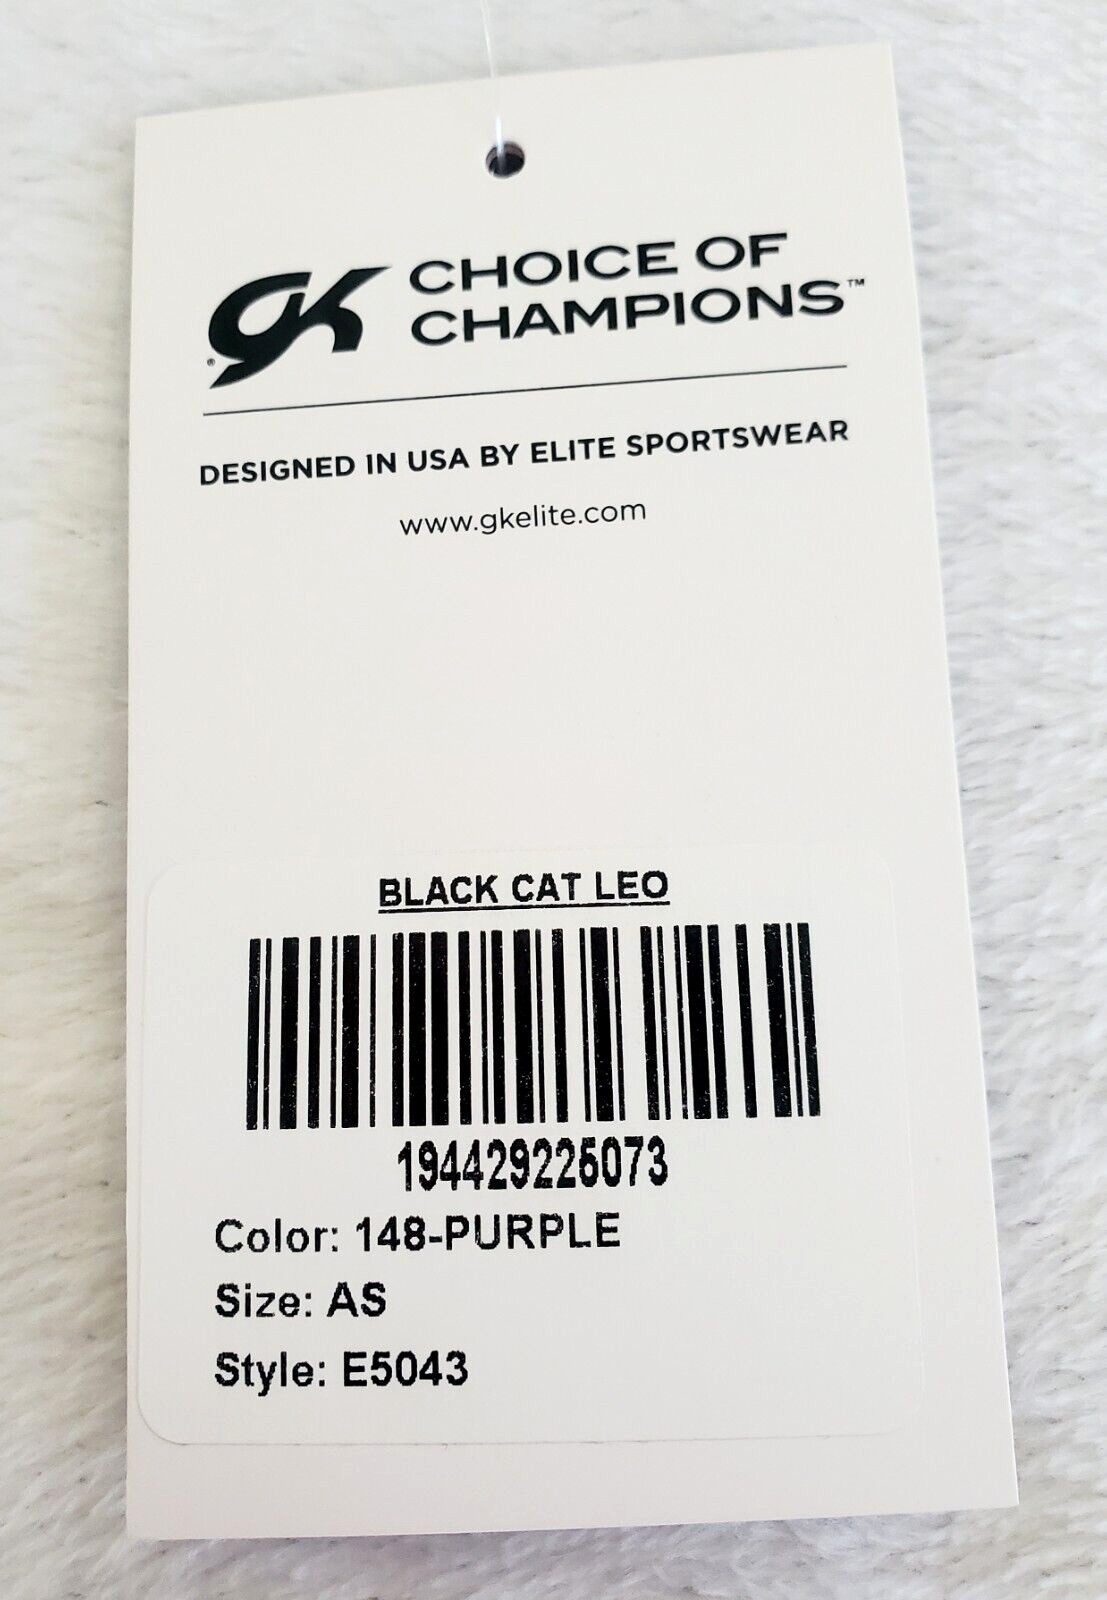 GK CHOICE OF
CHAMPIONS™
®
DESIGNED IN USA BY ELITE SPORTSWEAR
www.gkelite.com
BLACK CAT LEO
194429225073
Color: 148-PURPLE
Size: AS
Style: E5043